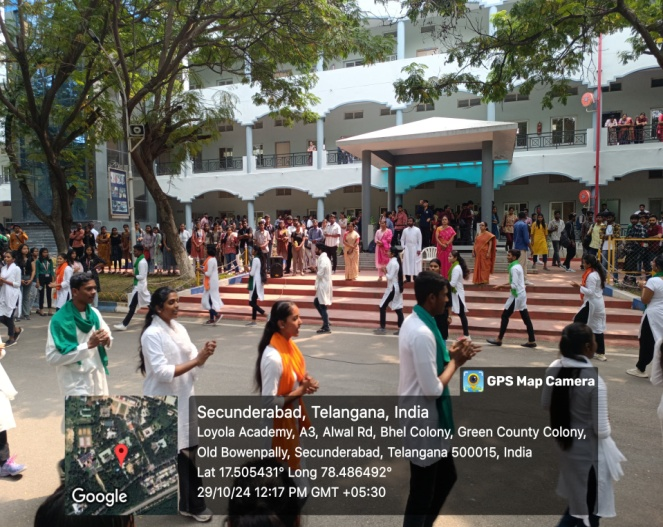 GPS Map Camera
Secunderabad, Telangana, India
Loyola Academy, A3, Alwal Rd, Bhel Colony, Green County Colony,
Old Bowenpally, Secunderabad, Telangana 500015, India
Lat 17.505431° Long 78.486492°
29/10/24 12:17 PM GMT +05:30
Google